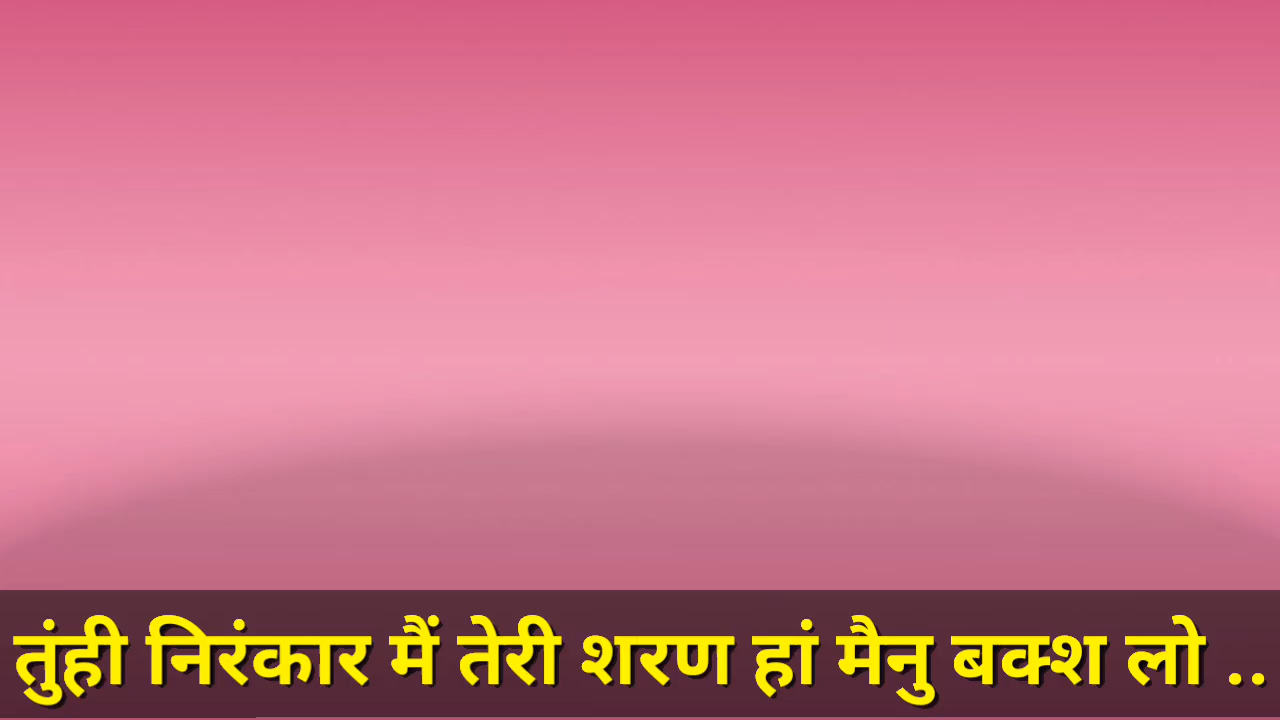 तुंही निरंकार मैं तेरी शरण हां मैनु बक्श लो ..